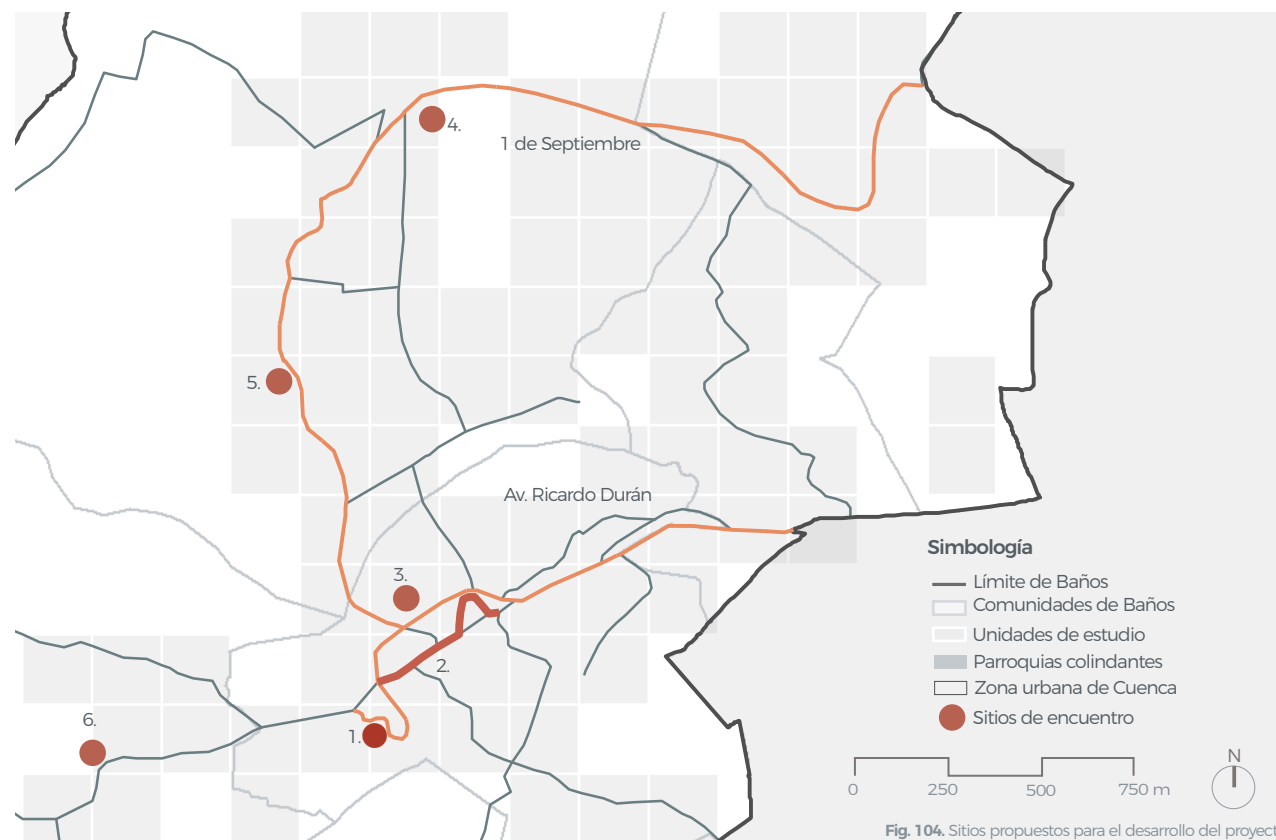 4.
1 de Septiembre
5.
Av. Ricardo Durán
3.
2.
6.
1.
Simbología
Límite de Baños
Comunidades de Baños
Unidades de estudio
Parroquias colindantes
Zona urbana de Cuenca
Sitios de encuentro
N
0 250 500 750 m
Fig. 104. Sitios propuestos para el desarrollo del proyect